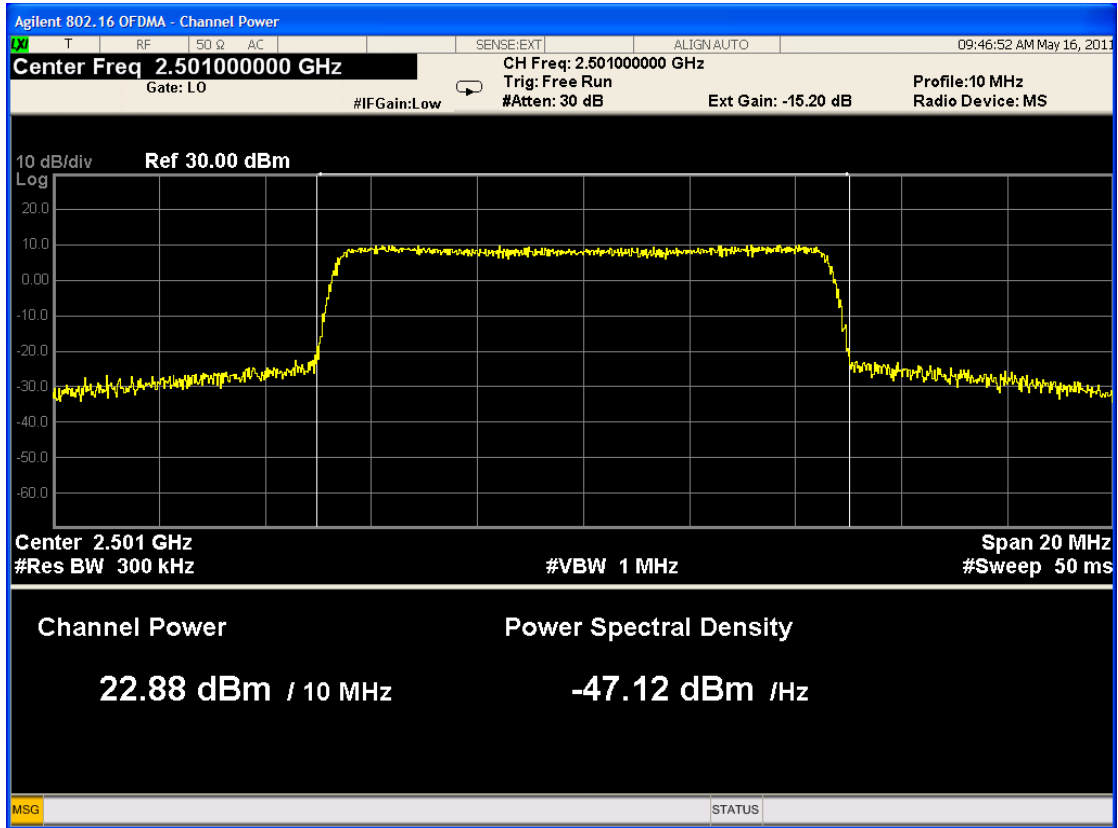 Agilent 802.16 OFDMA - Channel Power
LXI T RF 50 Ω AC SENSE:EXT ALIGN AUTO 09:46:52 AM May 16, 2011
Center Freq 2.501000000 GHz
Gate: LO
#IFGain:Low
CH Freq: 2.501000000 GHz
Trig: Free Run
#Atten: 30 dB
Ext Gain: -15.20 dB
Profile:10 MHz
Radio Device: MS
10 dB/div Ref 30.00 dBm
Log
20.0
10.0
0.00
-10.0
-20.0
-30.0
-40.0
-50.0
-60.0
Center 2.501 GHz Span 20 MHz
#Res BW 300 kHz #VBW 1 MHz #Sweep 50 ms
Channel Power Power Spectral Density
22.88 dBm / 10 MHz -47.12 dBm /Hz
MSG STATUS